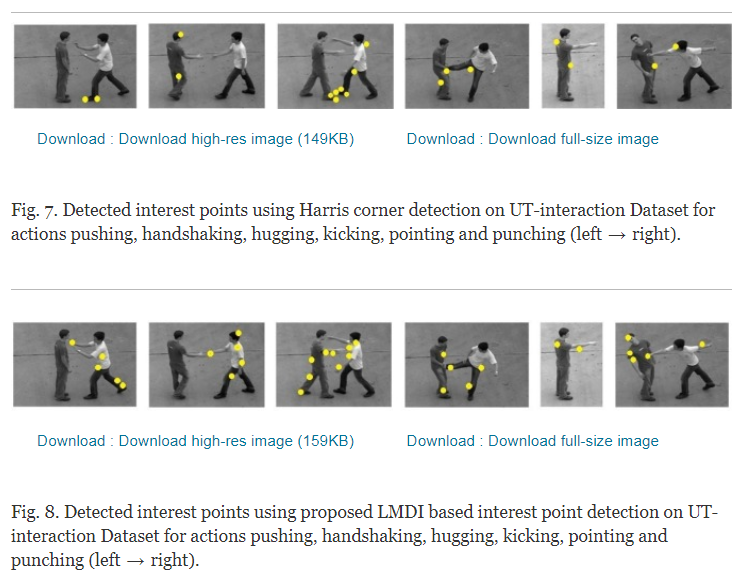 Download : Download high-res image (149KB) Download : Download full-size image
Fig. 7. Detected interest points using Harris corner detection on UT-interaction Dataset for
actions pushing, handshaking, hugging, kicking, pointing and punching (left → right).
Download : Download high-res image (159KB) Download : Download full-size image
Fig. 8. Detected interest points using proposed LMDI based interest point detection on UT-
interaction Dataset for actions pushing, handshaking, hugging, kicking, pointing and
punching (left → right).